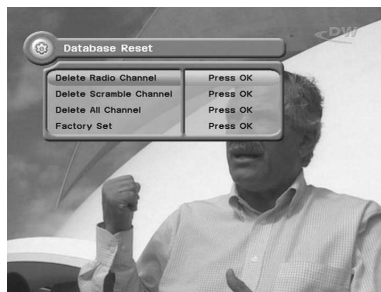 DW
Database Reset
Delete Radio Channel Press OK
Delete Scramble Channel Press OK
Delete All Channel Press OK
Factory Set Press OK